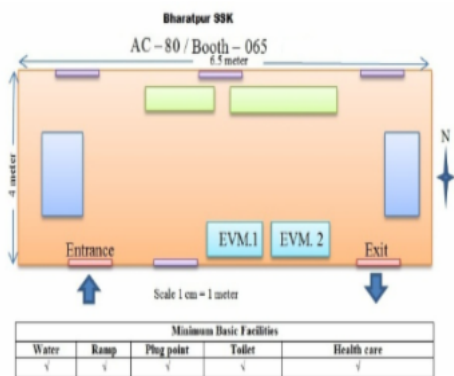 Bharatpur SSK
AC – 80 / Booth – 065
6.5 meter
4 meter
N
EVM.1 EVM. 2
Entrance Exit
Scale 1 cm = 1 meter
Minimum Basic Facilities
Water Ramp Plug point Toilet Health care
√ √ √ √ √